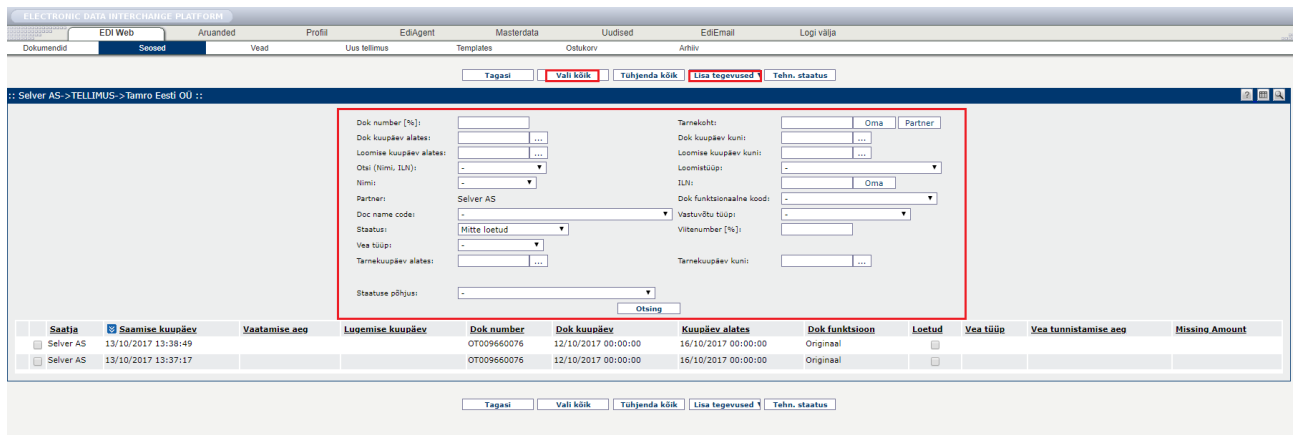 ELECTRONIC DATA INTERCHANGE PLATFORM
EDI Web Aruanded Profiil EdiAgent Masterdata Uudised EdiEmail Logi välja
Dokumendid Seosed Vead Uus tellimus Templates Ostukorv Arhiiv
Tagasi Vali kõik Tühjenda kõik Lisa tegevused Tehn. staatus
:: Selver AS->TELLIMUS->Tamro Eesti OÜ ::
Dok number [%]: Tarnekoht: Oma Partner
Dok kuupäev alates: ... Dok kuupäev kuni: ...
Loomise kuupäev alates: ... Loomise kuupäev kuni: ...
Otsi (Nimi, ILN): - Loomistüüp: -
Nimi: - ILN: Oma
Partner: Selver AS Dok funktsionaalne kood: -
Doc name code: - Vastuvõtu tüüp: -
Staatus: Mitte loetud Viitenumber [%]:
Vea tüüp: -
Tarnekuupäev alates: ... Tarnekuupäev kuni: ...
Staatuse põhjus: -
Otsing
Saatja Saamise kuupäev Vaatamise aeg Lugemise kuupäev Dok number Dok kuupäev Kuupäev alates Dok funktsioon Loetud Vea tüüp Vea tunnistamise aeg Missing Amount
Selver AS 13/10/2017 13:38:49 OT009660076 12/10/2017 00:00:00 16/10/2017 00:00:00 Originaal
Selver AS 13/10/2017 13:37:17 OT009660076 12/10/2017 00:00:00 16/10/2017 00:00:00 Originaal
Tagasi Vali kõik Tühjenda kõik Lisa tegevused Tehn. staatus